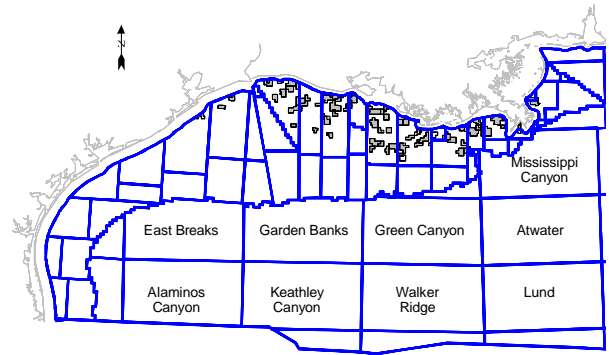 N
Mississippi
Canyon
East Breaks
Garden Banks
Green Canyon
Atwater
Alaminos
Canyon
Keathley
Canyon
Walker
Ridge
Lund